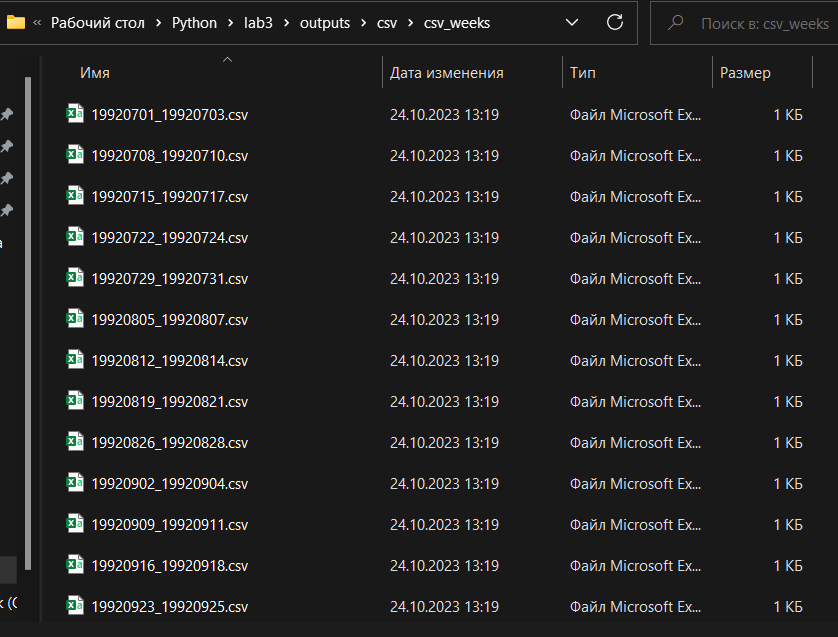 « Рабочий стол › Python › lab3 › outputs › csv › csv_weeks Поиск в: csv_weeks
Имя Дата изменения Тип Размер
19920701_19920703.csv 24.10.2023 13:19 Файл Microsoft Ex... 1 КБ
19920708_19920710.csv 24.10.2023 13:19 Файл Microsoft Ex... 1 КБ
19920715_19920717.csv 24.10.2023 13:19 Файл Microsoft Ex... 1 КБ
19920722_19920724.csv 24.10.2023 13:19 Файл Microsoft Ex... 1 КБ
19920729_19920731.csv 24.10.2023 13:19 Файл Microsoft Ex... 1 КБ
19920805_19920807.csv 24.10.2023 13:19 Файл Microsoft Ex... 1 КБ
19920812_19920814.csv 24.10.2023 13:19 Файл Microsoft Ex... 1 КБ
19920819_19920821.csv 24.10.2023 13:19 Файл Microsoft Ex... 1 КБ
19920826_19920828.csv 24.10.2023 13:19 Файл Microsoft Ex... 1 КБ
19920902_19920904.csv 24.10.2023 13:19 Файл Microsoft Ex... 1 КБ
19920909_19920911.csv 24.10.2023 13:19 Файл Microsoft Ex... 1 КБ
19920916_19920918.csv 24.10.2023 13:19 Файл Microsoft Ex... 1 КБ
19920923_19920925.csv 24.10.2023 13:19 Файл Microsoft Ex... 1 КБ